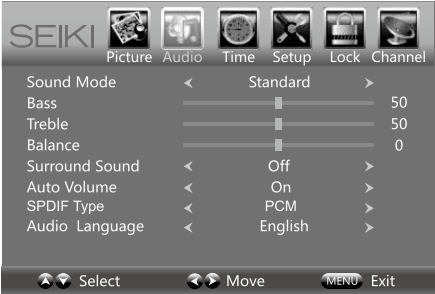 SEIKI
Picture Audio Time Setup Lock Channel
Sound Mode Standard
Bass 50
Treble 50
Balance 0
Surround Sound Off
Auto Volume On
SPDIF Type PCM
Audio Language English
Select Move MENU Exit